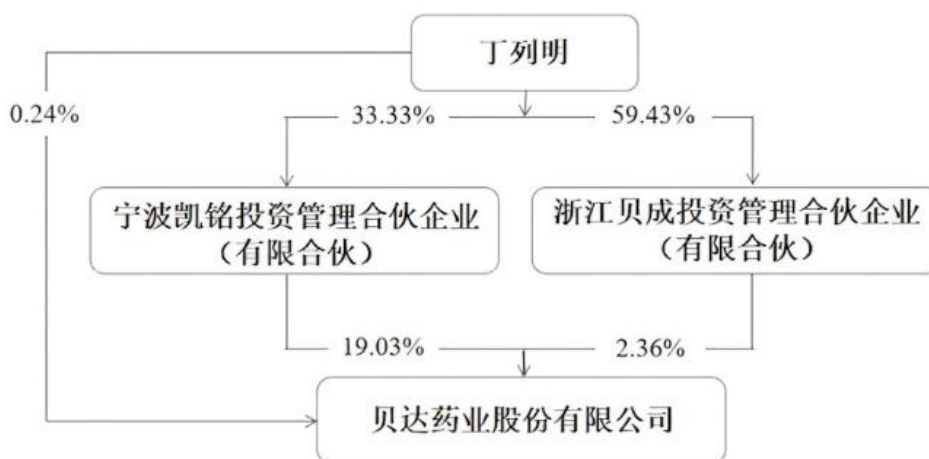 丁列明
0.24%
33.33%
59.43%
宁波凯铭投资管理合伙企业
（有限合伙）
浙江贝成投资管理合伙企业
（有限合伙）
19.03%
2.36%
贝达药业股份有限公司